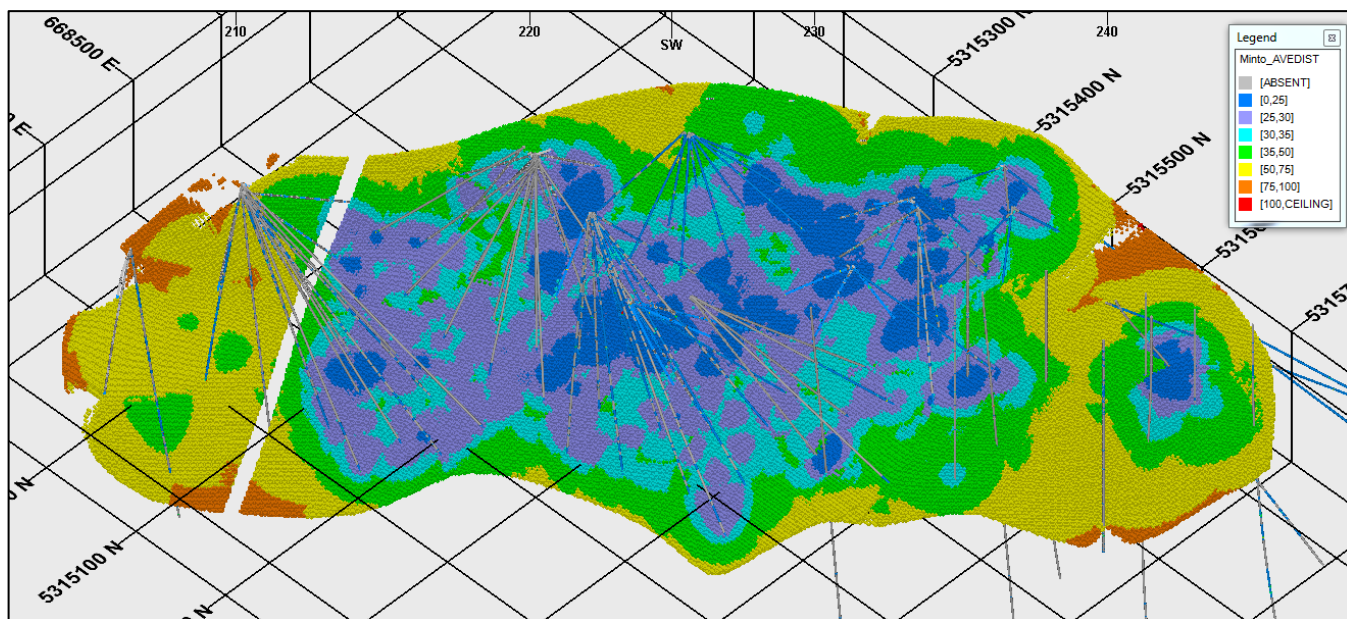 210
220
230
240
SW
668500 E
E
5315300 N
5315400 N
5315500 N
5315100 N
N
N
Legend
Minto_AVEDIST
[ABSENT]
[0,25]
[25,30]
[30,35]
[35,50]
[50,75]
[75,100]
[100,CEILING]